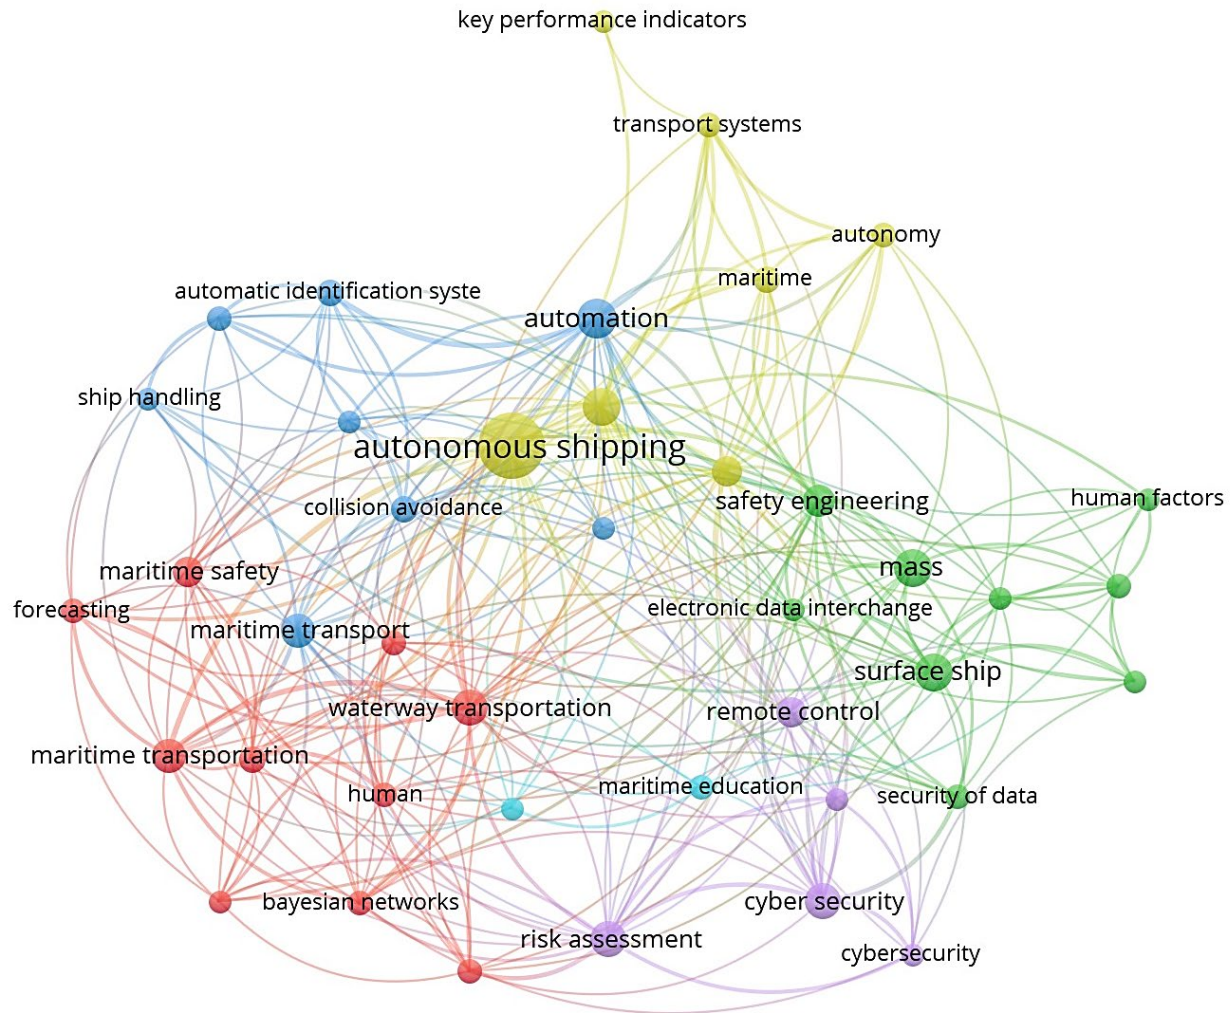 key performance indicators
transport systems
autonomy
maritime
automatic identification syste
automation
ship handling
autonomous shipping
collision avoidance
safety engineering
human factors
maritime safety
mass
forecasting
electronic data interchange
maritime transport
surface ship
waterway transportation
remote control
maritime transportation
human
maritime education
security of data
bayesian networks
cyber security
risk assessment
cybersecurity